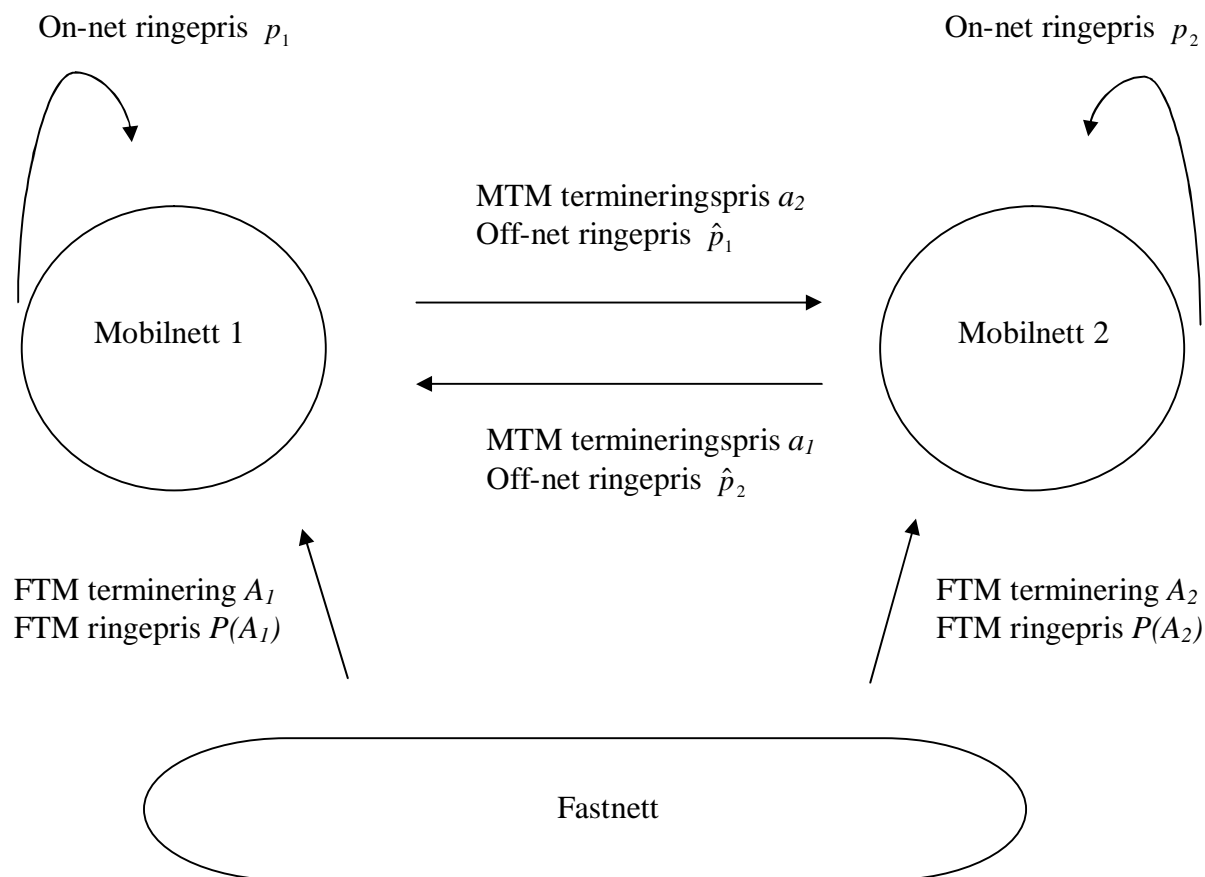 On-net ringepris p₁
On-net ringepris p₂
MTM termineringspris a₂
Off-net ringepris p̂₁
Mobilnett 1
Mobilnett 2
MTM termineringspris a₁
Off-net ringepris p̂₂
FTM terminering A₁
FTM ringepris P(A₁)
FTM terminering A₂
FTM ringepris P(A₂)
Fastnett